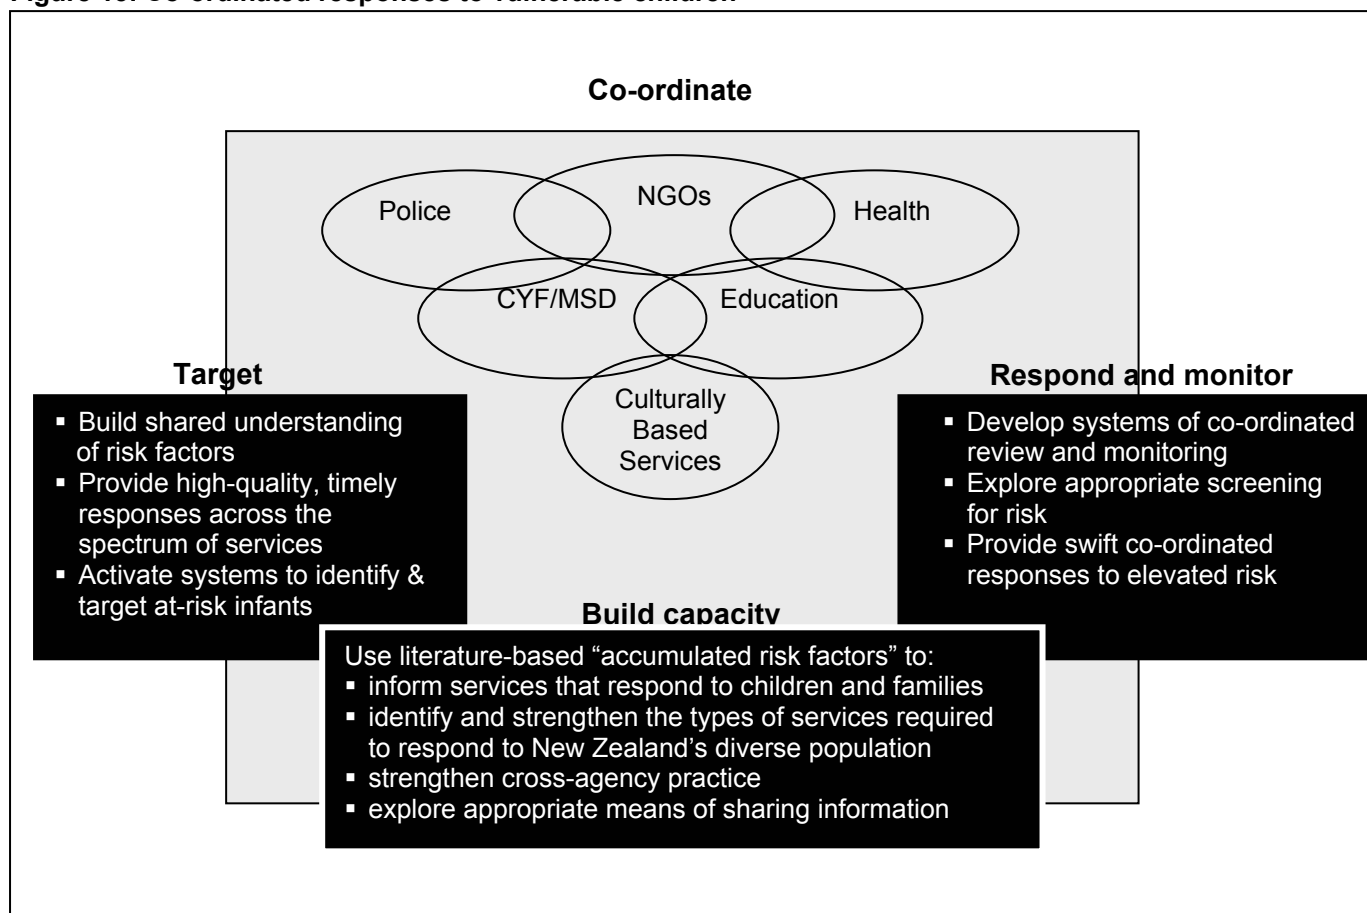 Co-ordinate
Police
NGOs
Health
CYF/MSD
Education
Culturally
Based
Services
Target
▪ Build shared understanding
of risk factors
▪ Provide high-quality, timely
responses across the
spectrum of services
▪ Activate systems to identify &
target at-risk infants
Respond and monitor
▪ Develop systems of co-ordinated
review and monitoring
▪ Explore appropriate screening
for risk
▪ Provide swift co-ordinated
responses to elevated risk
Build capacity
Use literature-based “accumulated risk factors” to:
▪ inform services that respond to children and families
▪ identify and strengthen the types of services required
to respond to New Zealand’s diverse population
▪ strengthen cross-agency practice
▪ explore appropriate means of sharing information